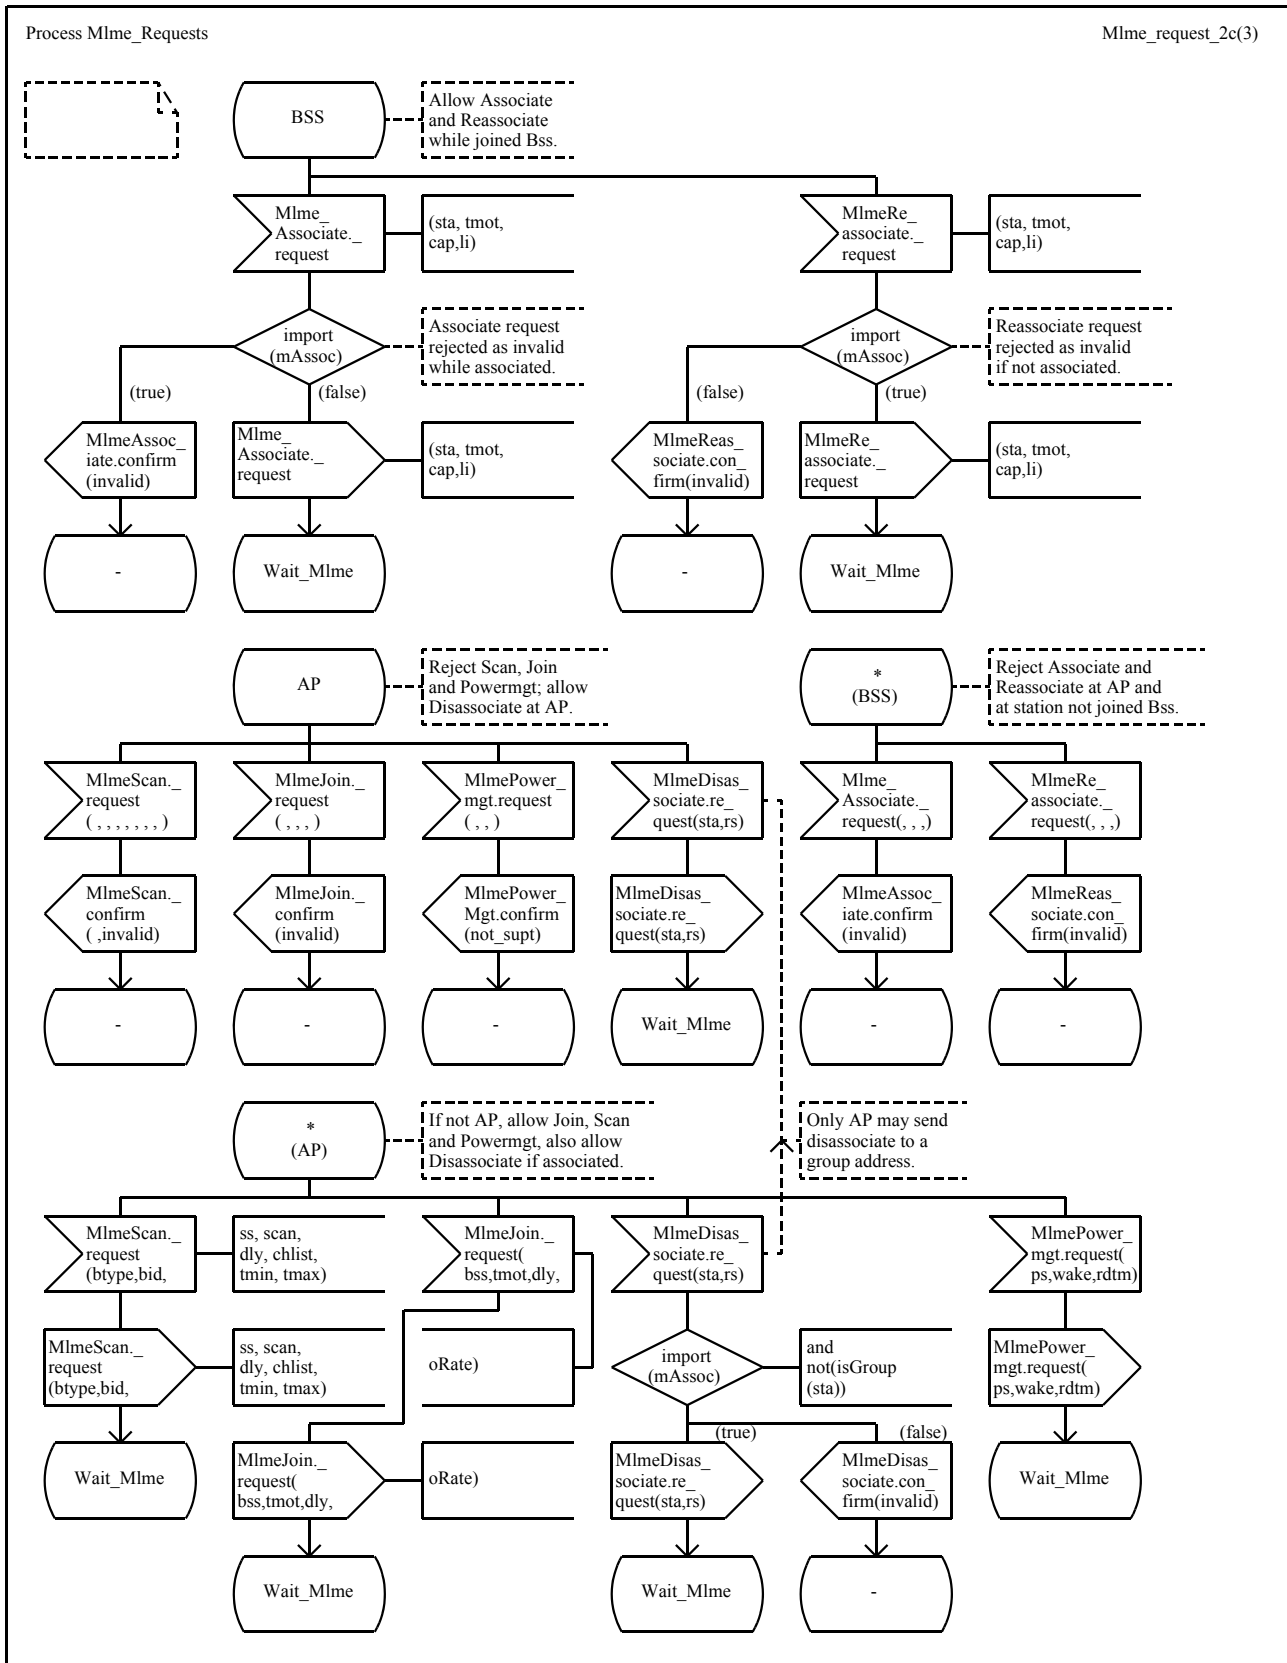 Process Mlme_Requests
Mlme_request_2c(3)
BSS
Allow Associate
and Reassociate
while joined Bss.
Mlme_
Associate._
request
(sta, tmot,
cap,li)
MlmeRe_
associate._
request
(sta, tmot,
cap,li)
import
(mAssoc)
Associate request
rejected as invalid
while associated.
import
(mAssoc)
Reassociate request
rejected as invalid
if not associated.
(true)
(false)
(false)
(true)
MlmeAssoc_
iate.confirm
(invalid)
Mlme_
Associate._
request
(sta, tmot,
cap,li)
MlmeReas_
sociate.con_
firm(invalid)
MlmeRe_
associate._
request
(sta, tmot,
cap,li)
-
Wait_Mlme
-
Wait_Mlme
AP
Reject Scan, Join
and Powermgt; allow
Disassociate at AP.
*
(BSS)
Reject Associate and
Reassociate at AP and
at station not joined Bss.
MlmeScan._
request
( , , , , , , , )
MlmeJoin._
request
( , , , )
MlmePower_
mgt.request
( , , )
MlmeDisas_
sociate.re_
quest(sta,rs)
Mlme_
Associate._
request(, , ,)
MlmeRe_
associate._
request(, , ,)
MlmeScan._
confirm
( ,invalid)
MlmeJoin._
confirm
(invalid)
MlmePower_
Mgt.confirm
(not_supt)
MlmeDisas_
sociate.re_
quest(sta,rs)
MlmeAssoc_
iate.confirm
(invalid)
MlmeReas_
sociate.con_
firm(invalid)
-
-
-
Wait_Mlme
-
-
*
(AP)
If not AP, allow Join, Scan
and Powermgt, also allow
Disassociate if associated.
Only AP may send
disassociate to a
group address.
MlmeScan._
request
(btype,bid,
ss, scan,
dly, chlist,
tmin, tmax)
MlmeJoin._
request(
bss,tmot,dly,
MlmeDisas_
sociate.re_
quest(sta,rs)
MlmePower_
mgt.request(
ps,wake,rdtm)
MlmeScan._
request
(btype,bid,
ss, scan,
dly, chlist,
tmin, tmax)
oRate)
import
(mAssoc)
and
not(isGroup
(sta))
MlmePower_
mgt.request(
ps,wake,rdtm)
(true)
(false)
Wait_Mlme
MlmeJoin._
request(
bss,tmot,dly,
oRate)
MlmeDisas_
sociate.re_
quest(sta,rs)
MlmeDisas_
sociate.con_
firm(invalid)
Wait_Mlme
Wait_Mlme
Wait_Mlme
-